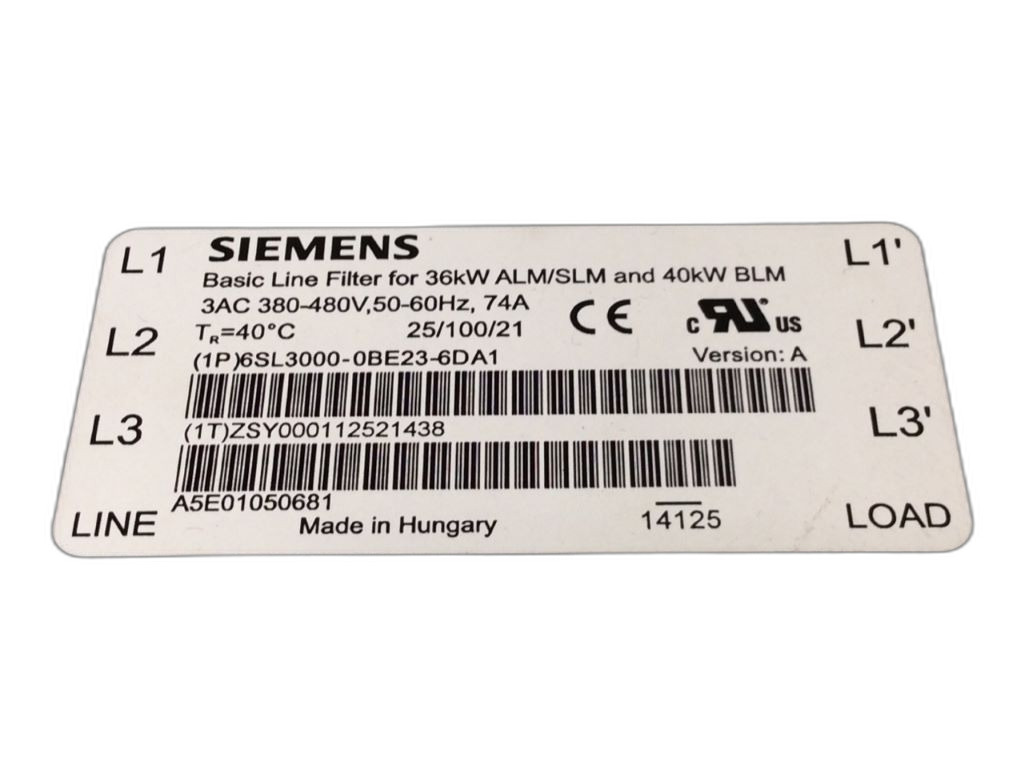 L1 SIEMENS L1'
Basic Line Filter for 36kW ALM/SLM and 40kW BLM
3AC 380-480V,50-60Hz, 74A
L2 TR=40°C 25/100/21 CE c RU® US L2'
(1P)6SL3000-0BE23-6DA1 Version: A
L3 (1T)ZSY000112521438 L3'
A5E01050681
LINE Made in Hungary 14125 LOAD